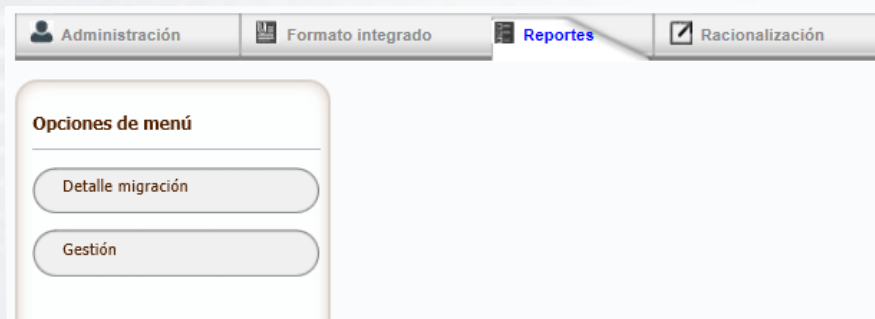 Administración
Formato integrado
Reportes
Racionalización
Opciones de menú
Detalle migración
Gestión